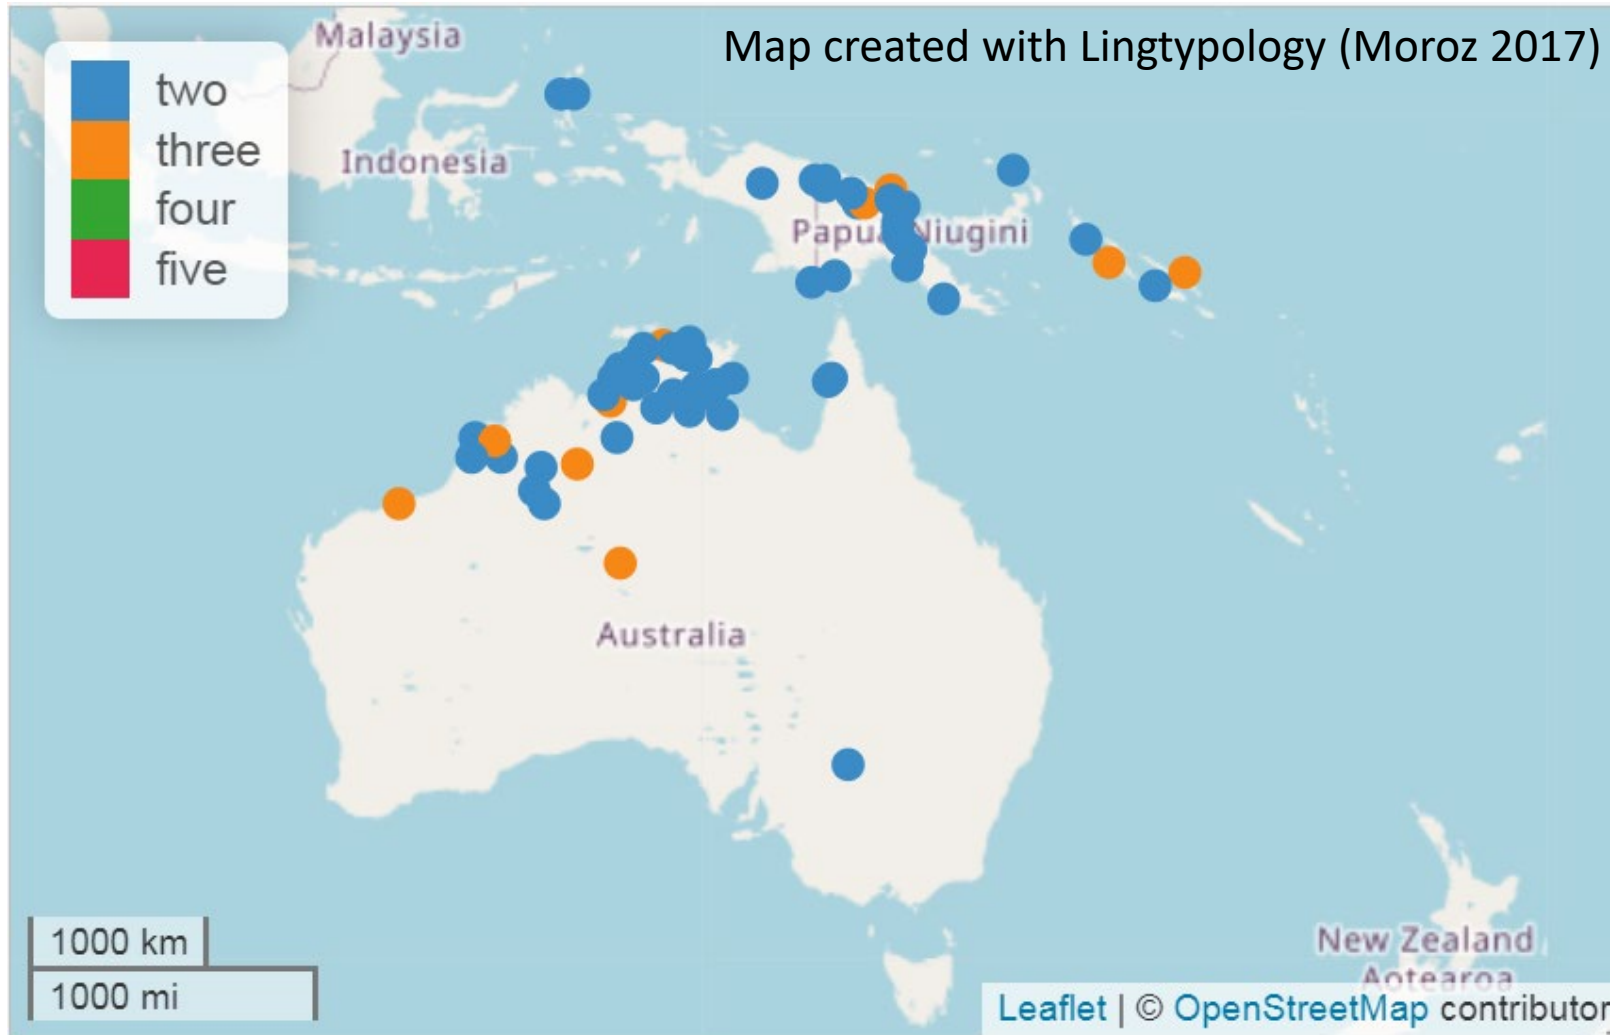 Malaysia
Map created with Lingtypology (Moroz 2017)
two
three
four
five
Indonesia
Papua Niugini
Australia
1000 km
1000 mi
New Zealand
Aotearoa
Leaflet | © OpenStreetMap contributor